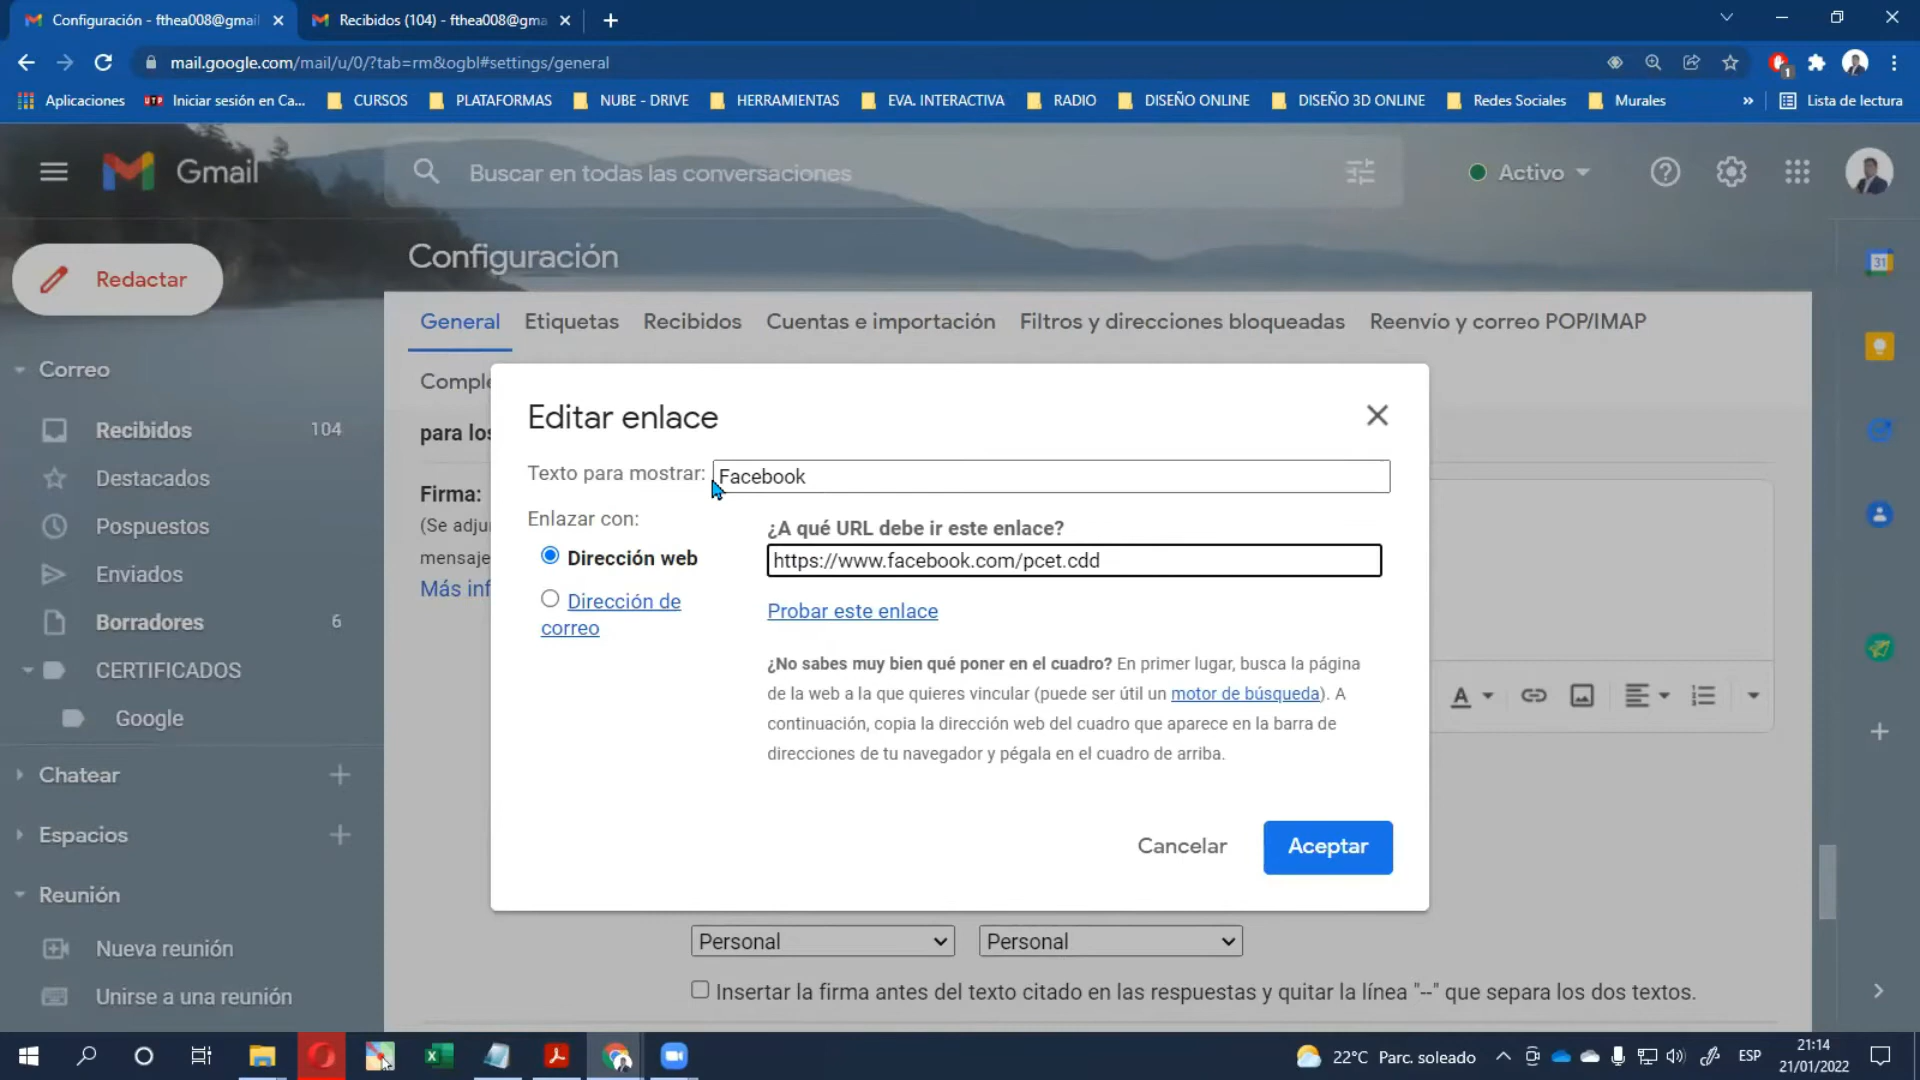 Configuración - fthea008@gmai
Recibidos (104) - fthea008@gma
mail.google.com/mail/u/0/?tab=rm&ogbl#settings/general
1
Aplicaciones
UTP
Iniciar sesión en Ca...
CURSOS
PLATAFORMAS
NUBE - DRIVE
HERRAMIENTAS
EVA. INTERACTIVA
RADIO
DISEÑO ONLINE
DISEÑO 3D ONLINE
Redes Sociales
Murales
»
Lista de lectura
Gmail
Buscar en todas las conversaciones
Activo
Redactar
Configuración
31
General
Etiquetas
Recibidos
Cuentas e importación
Filtros y direcciones bloqueadas
Reenvío y correo POP/IMAP
Comple
Correo
Recibidos 104
Destacados
Pospuestos
Enviados
Borradores 6
CERTIFICADOS
Google
Chatear
Espacios
Reunión
Nueva reunión
Unirse a una reunión
para los
Firma:
(Se adju
mensaje
Más inf
Editar enlace
Texto para mostrar: Facebook
Enlazar con:
Dirección web
Dirección de
correo
¿A qué URL debe ir este enlace?
https://www.facebook.com/pcet.cdd
Probar este enlace
¿No sabes muy bien qué poner en el cuadro? En primer lugar, busca la página
de la web a la que quieres vincular (puede ser útil un motor de búsqueda). A
continuación, copia la dirección web del cuadro que aparece en la barra de
direcciones de tu navegador y pégala en el cuadro de arriba.
Cancelar
Aceptar
Personal
Personal
Insertar la firma antes del texto citado en las respuestas y quitar la línea "--" que separa los dos textos.
22°C Parc. soleado
ESP
21:14
21/01/2022